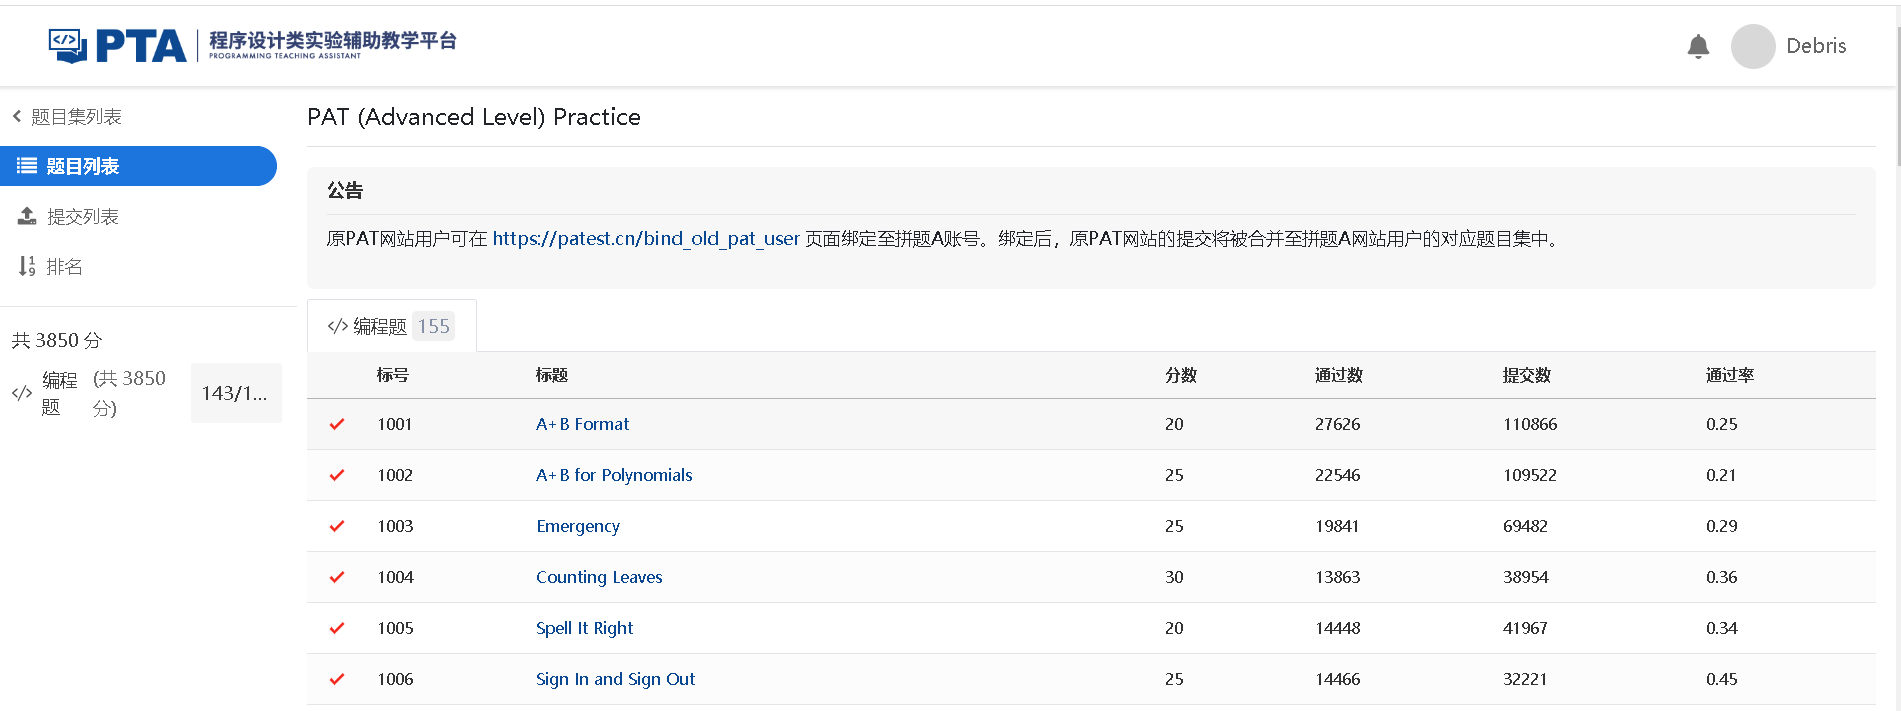 </> PTA 程序设计类实验辅助教学平台
PROGRAMMING TEACHING ASSISTANT
Debris
题目集列表
题目列表
提交列表
排名
共 3850 分
</> 编程题 (共 3850 分) 143/1...
PAT (Advanced Level) Practice
公告
原PAT网站用户可在 https://patest.cn/bind_old_pat_user 页面绑定至拼题A账号。绑定后，原PAT网站的提交将被合并至拼题A网站用户的对应题目集中。
</> 编程题 155
标号 标题 分数 通过数 提交数 通过率
1001 A+B Format 20 27626 110866 0.25
1002 A+B for Polynomials 25 22546 109522 0.21
1003 Emergency 25 19841 69482 0.29
1004 Counting Leaves 30 13863 38954 0.36
1005 Spell It Right 20 14448 41967 0.34
1006 Sign In and Sign Out 25 14466 32221 0.45